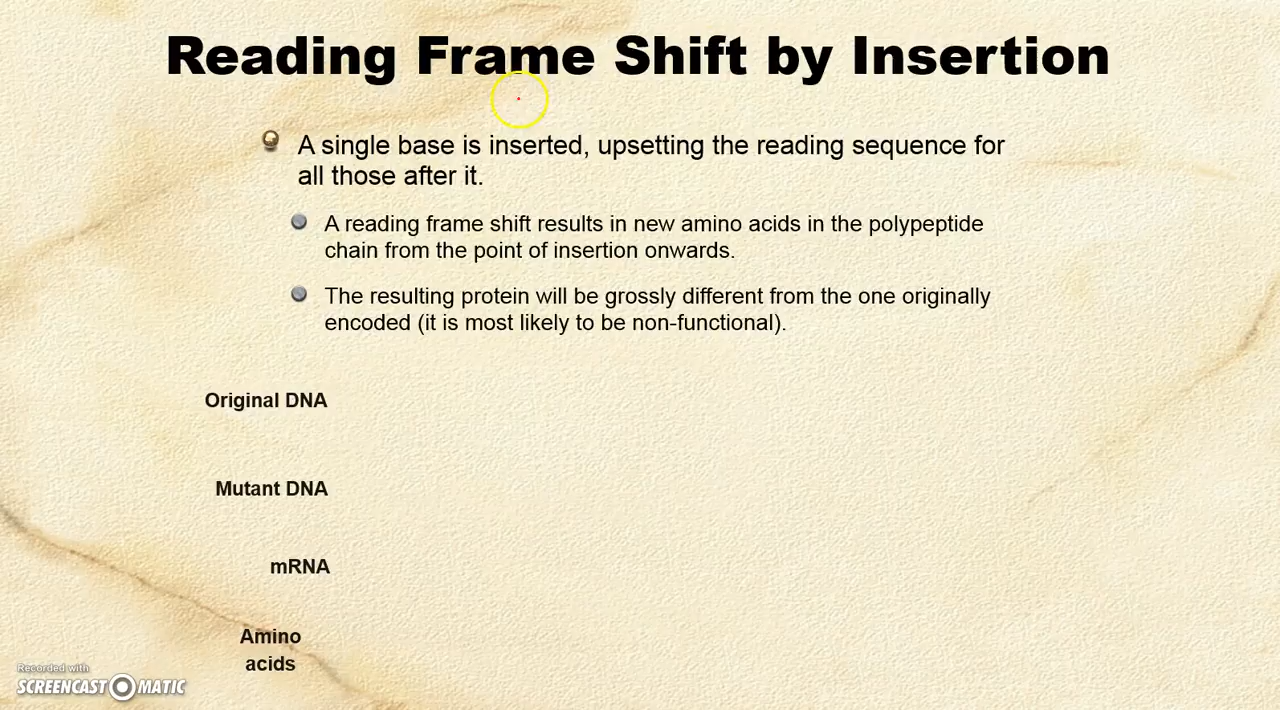 Reading Frame Shift by Insertion
A single base is inserted, upsetting the reading sequence for
all those after it.
A reading frame shift results in new amino acids in the polypeptide
chain from the point of insertion onwards.
The resulting protein will be grossly different from the one originally
encoded (it is most likely to be non-functional).
Original DNA
Mutant DNA
mRNA
Amino
acids
Recorded with
SCREENCAST MATIC